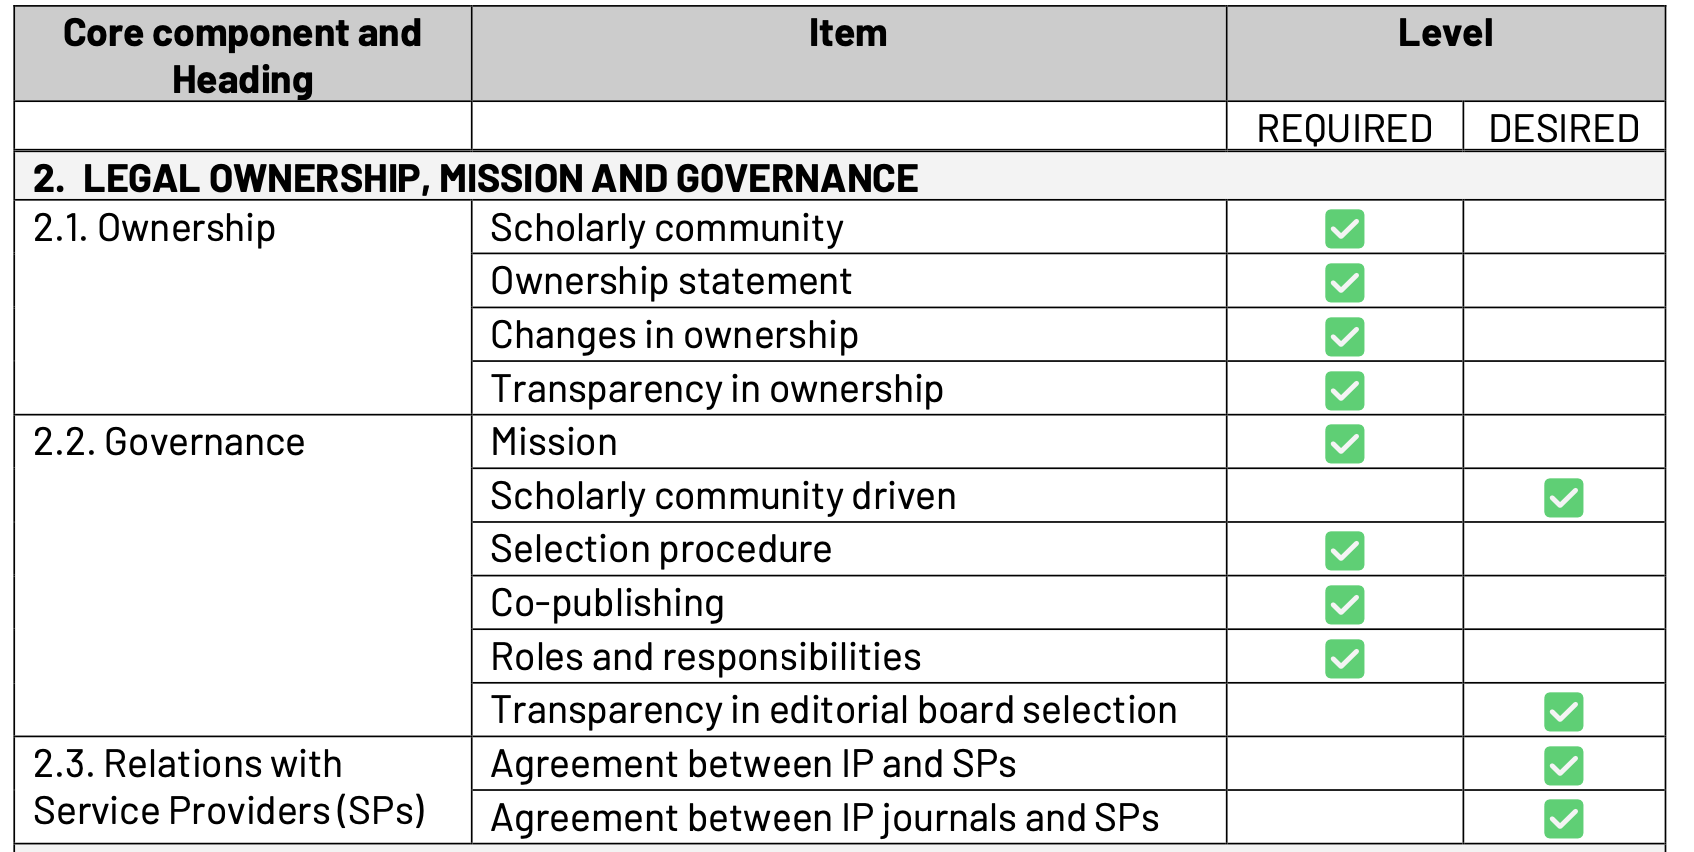 Core component and
Heading
Item
Level
REQUIRED DESIRED
2. LEGAL OWNERSHIP, MISSION AND GOVERNANCE
2.1. Ownership
Scholarly community ✅
Ownership statement ✅
Changes in ownership ✅
Transparency in ownership ✅
2.2. Governance
Mission ✅
Scholarly community driven ✅
Selection procedure ✅
Co-publishing ✅
Roles and responsibilities ✅
Transparency in editorial board selection ✅
2.3. Relations with
Service Providers (SPs)
Agreement between IP and SPs ✅
Agreement between IP journals and SPs ✅